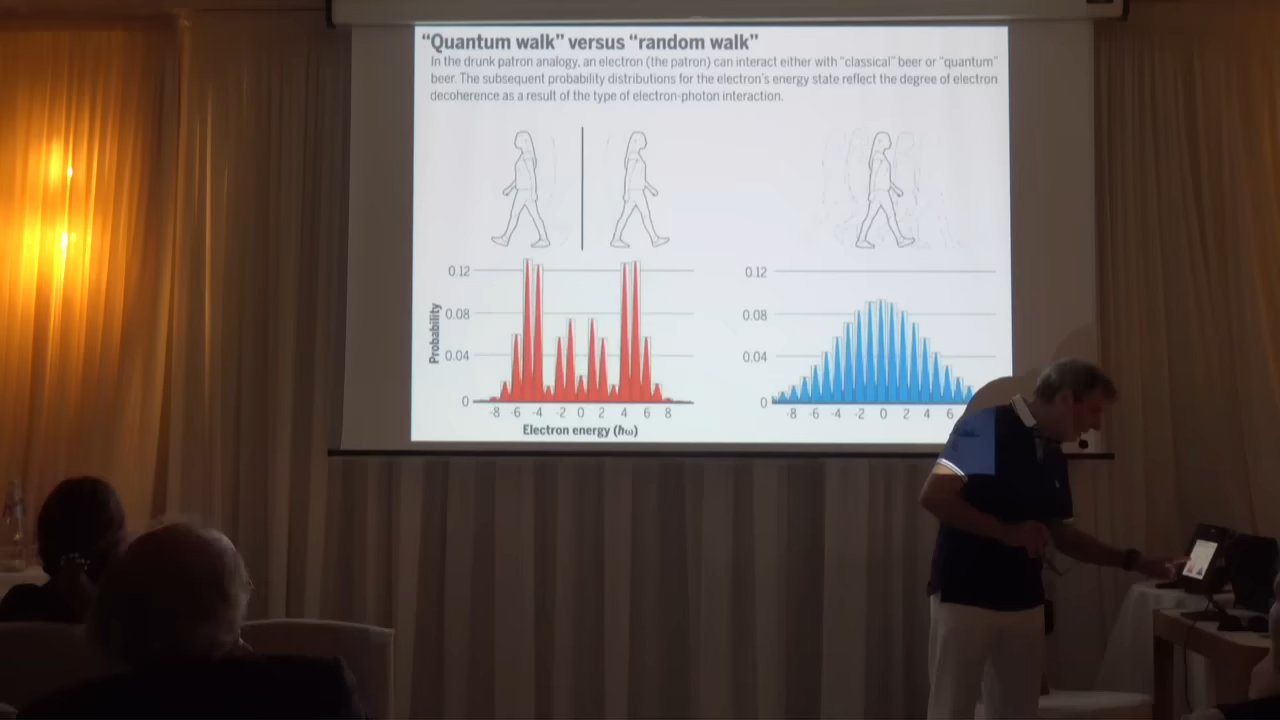 “Quantum walk” versus “random walk”
In the drunk patron analogy, an electron (the patron) can interact either with “classical” beer or “quantum”
beer. The subsequent probability distributions for the electron’s energy state reflect the degree of electron
decoherence as a result of the type of electron-photon interaction.
0.12
0.08
0.04
0
Probability
-8 -6 -4 -2 0 2 4 6 8
Electron energy (ħω)
0.12
0.08
0.04
0
-8 -6 -4 -2 0 2 4 6